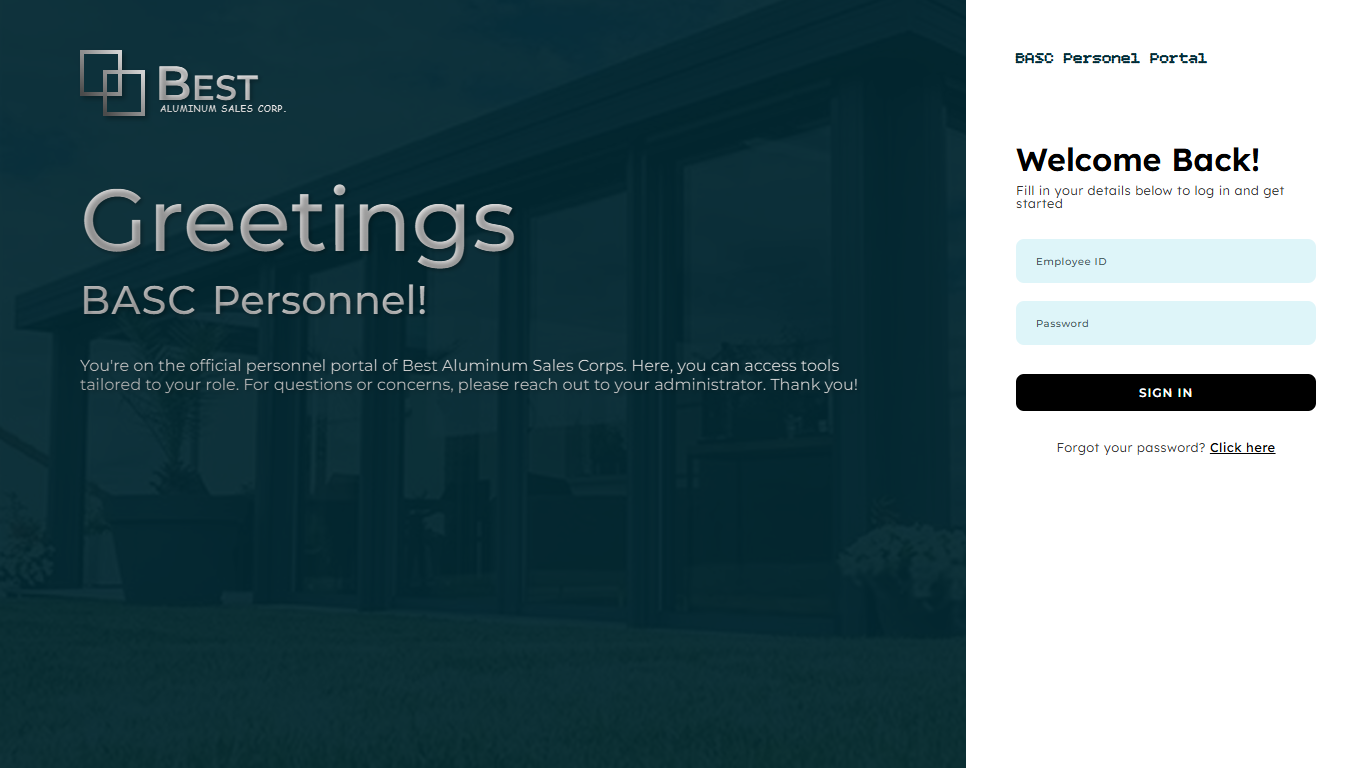 BEST
ALUMINUM SALES CORP.
Greetings
BASC Personnel!
You're on the official personnel portal of Best Aluminum Sales Corps. Here, you can access tools
tailored to your role. For questions or concerns, please reach out to your administrator. Thank you!
BASC Personel Portal
Welcome Back!
Fill in your details below to log in and get
started
Employee ID
Password
SIGN IN
Forgot your password? Click here